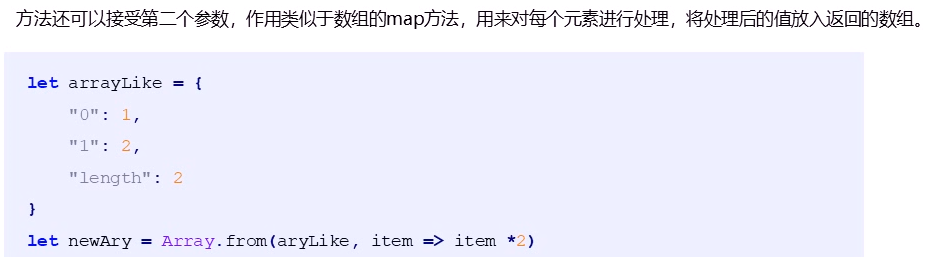 方法还可以接受第二个参数，作用类似于数组的map方法，用来对每个元素进行处理，将处理后的值放入返回的数组。
let arrayLike = {
    "0": 1,
    "1": 2,
    "length": 2
}
let newAry = Array.from(aryLike, item => item *2)